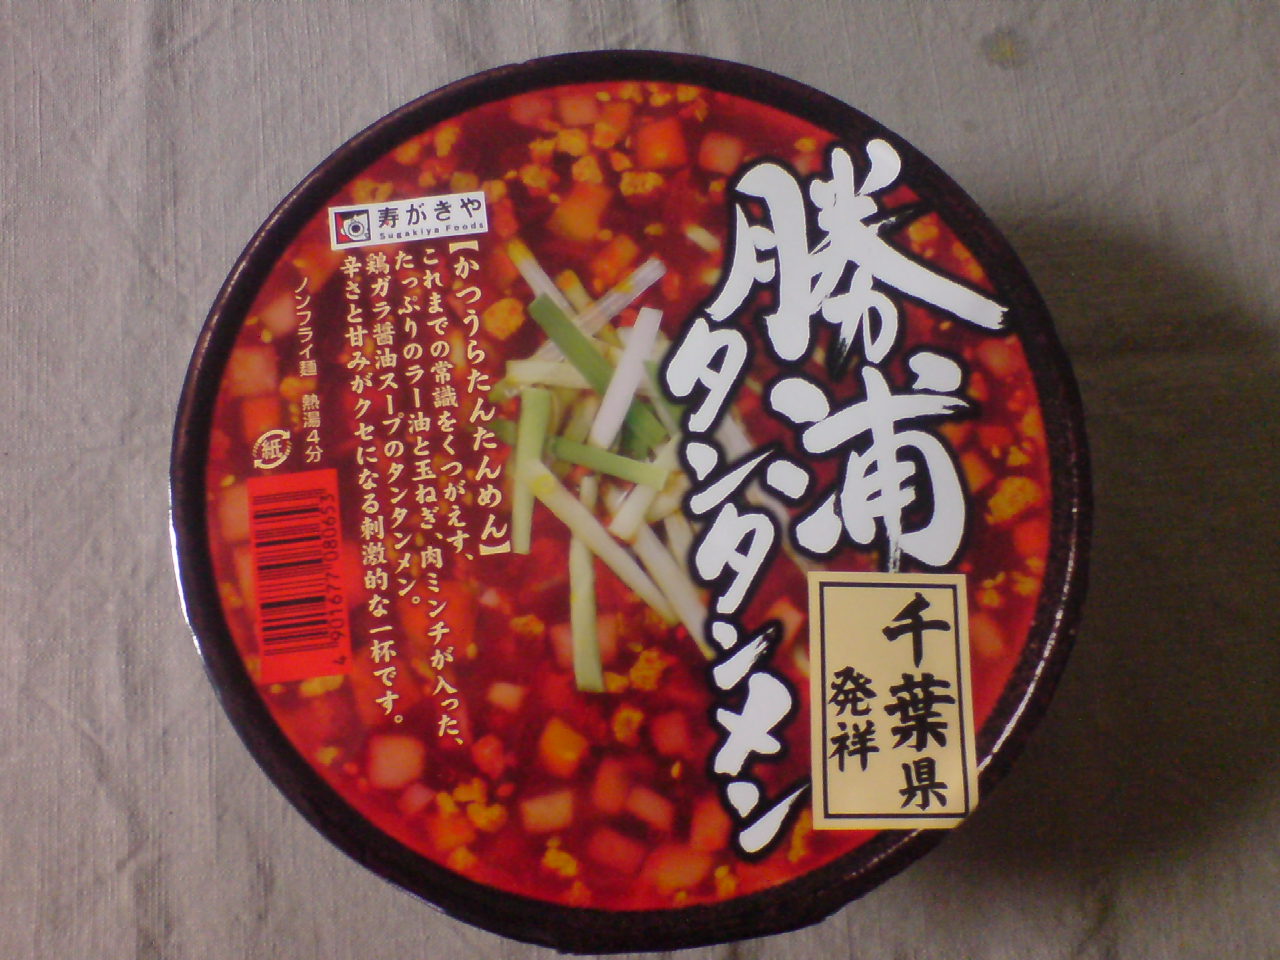 勝浦
タンタンメン
千葉県
発祥
寿がきや
Sugakiya Foods
【かつうらたんたんめん】
これまでの常識をくつがえす、
たっぷりのラー油と玉ねぎ、肉ミンチが入った、
鶏ガラ醤油スープのタンタンメン。
辛さと甘みがクセになる刺激的な一杯です。
ノンフライ麺 熱湯4分
紙
4 901677 080653